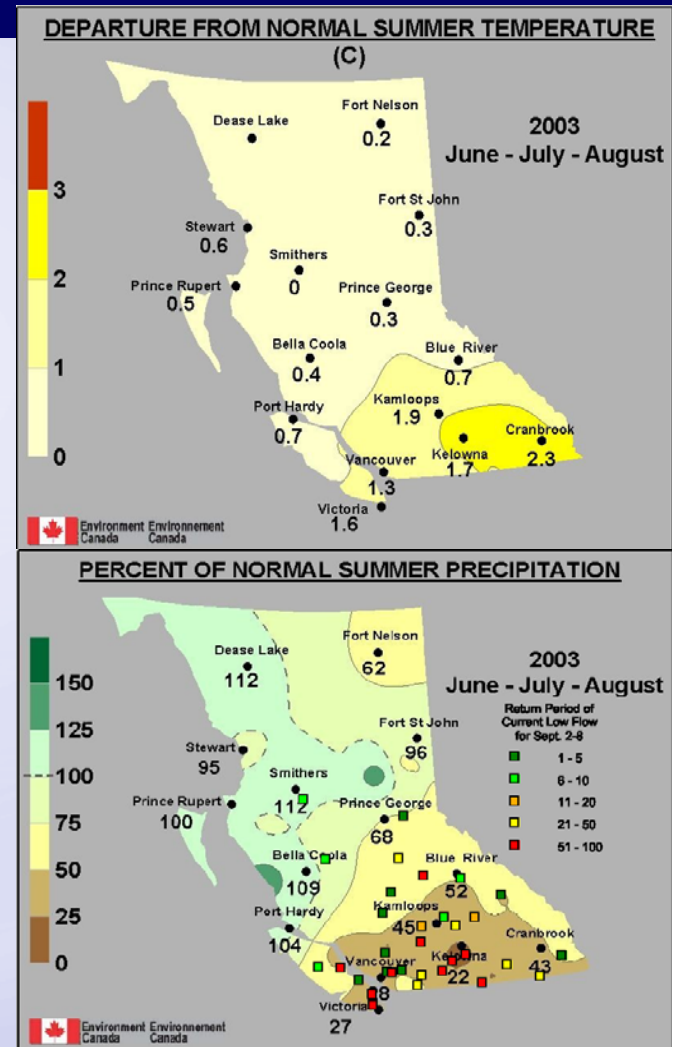 DEPARTURE FROM NORMAL SUMMER TEMPERATURE
(C)
2003
June - July - August
3
2
1
0
Dease Lake
Fort Nelson
0.2
Fort St John
0.3
Stewart
0.6
Smithers
0
Prince Rupert
0.5
Prince George
0.3
Bella Coola
0.4
Blue River
0.7
Port Hardy
0.7
Kamloops
1.9
Cranbrook
2.3
Kelowna
1.7
Vancouver
1.3
Victoria
1.6
Environment Environnement
Canada Canada
PERCENT OF NORMAL SUMMER PRECIPITATION
2003
June - July - August
Return Period of
Current Low Flow
for Sept. 2-8
1 - 5
6 - 10
11 - 20
21 - 50
51 - 100
150
125
100
75
50
25
0
Dease Lake
112
Fort Nelson
62
Fort St John
96
Stewart
95
Smithers
112
Prince Rupert
100
Prince George
68
Bella Coola
109
Blue River
52
Port Hardy
104
Kamloops
45
Cranbrook
43
Kelowna
22
Vancouver
Victoria
27
Environment Environnement
Canada Canada